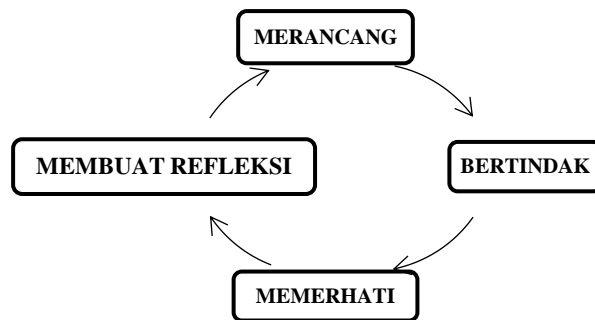 MERANCANG
MEMBUAT REFLEKSI
BERTINDAK
MEMERHATI